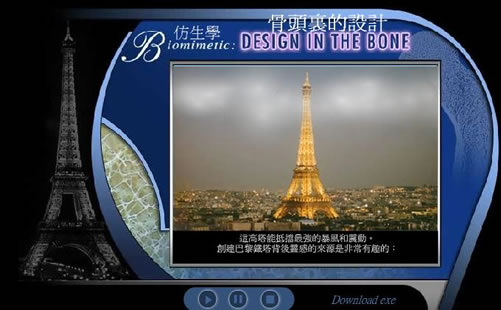 骨頭裏的設計
仿生學
Biomimetic: DESIGN IN THE BONE
這高塔能抵擋最強的暴風和震動。
創建巴黎鐵塔背後靈感的來源是非常有趣的：
Download exe